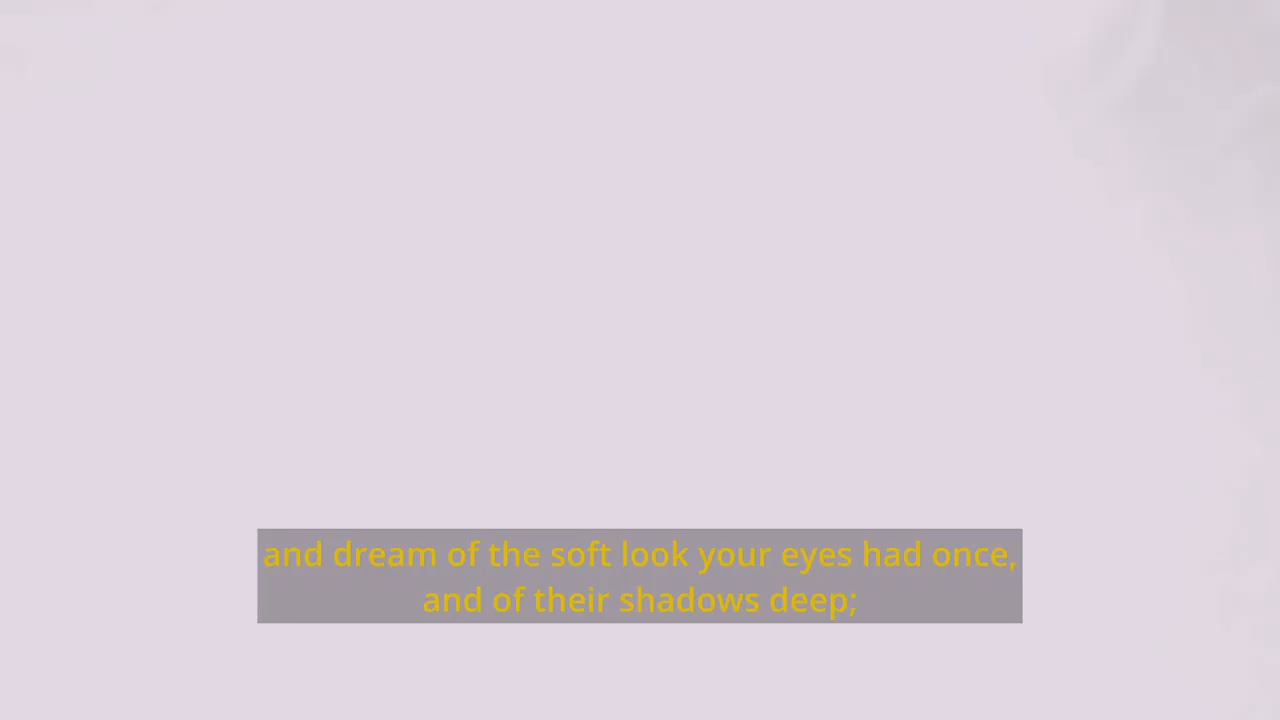 and dream of the soft look your eyes had once,
and of their shadows deep;